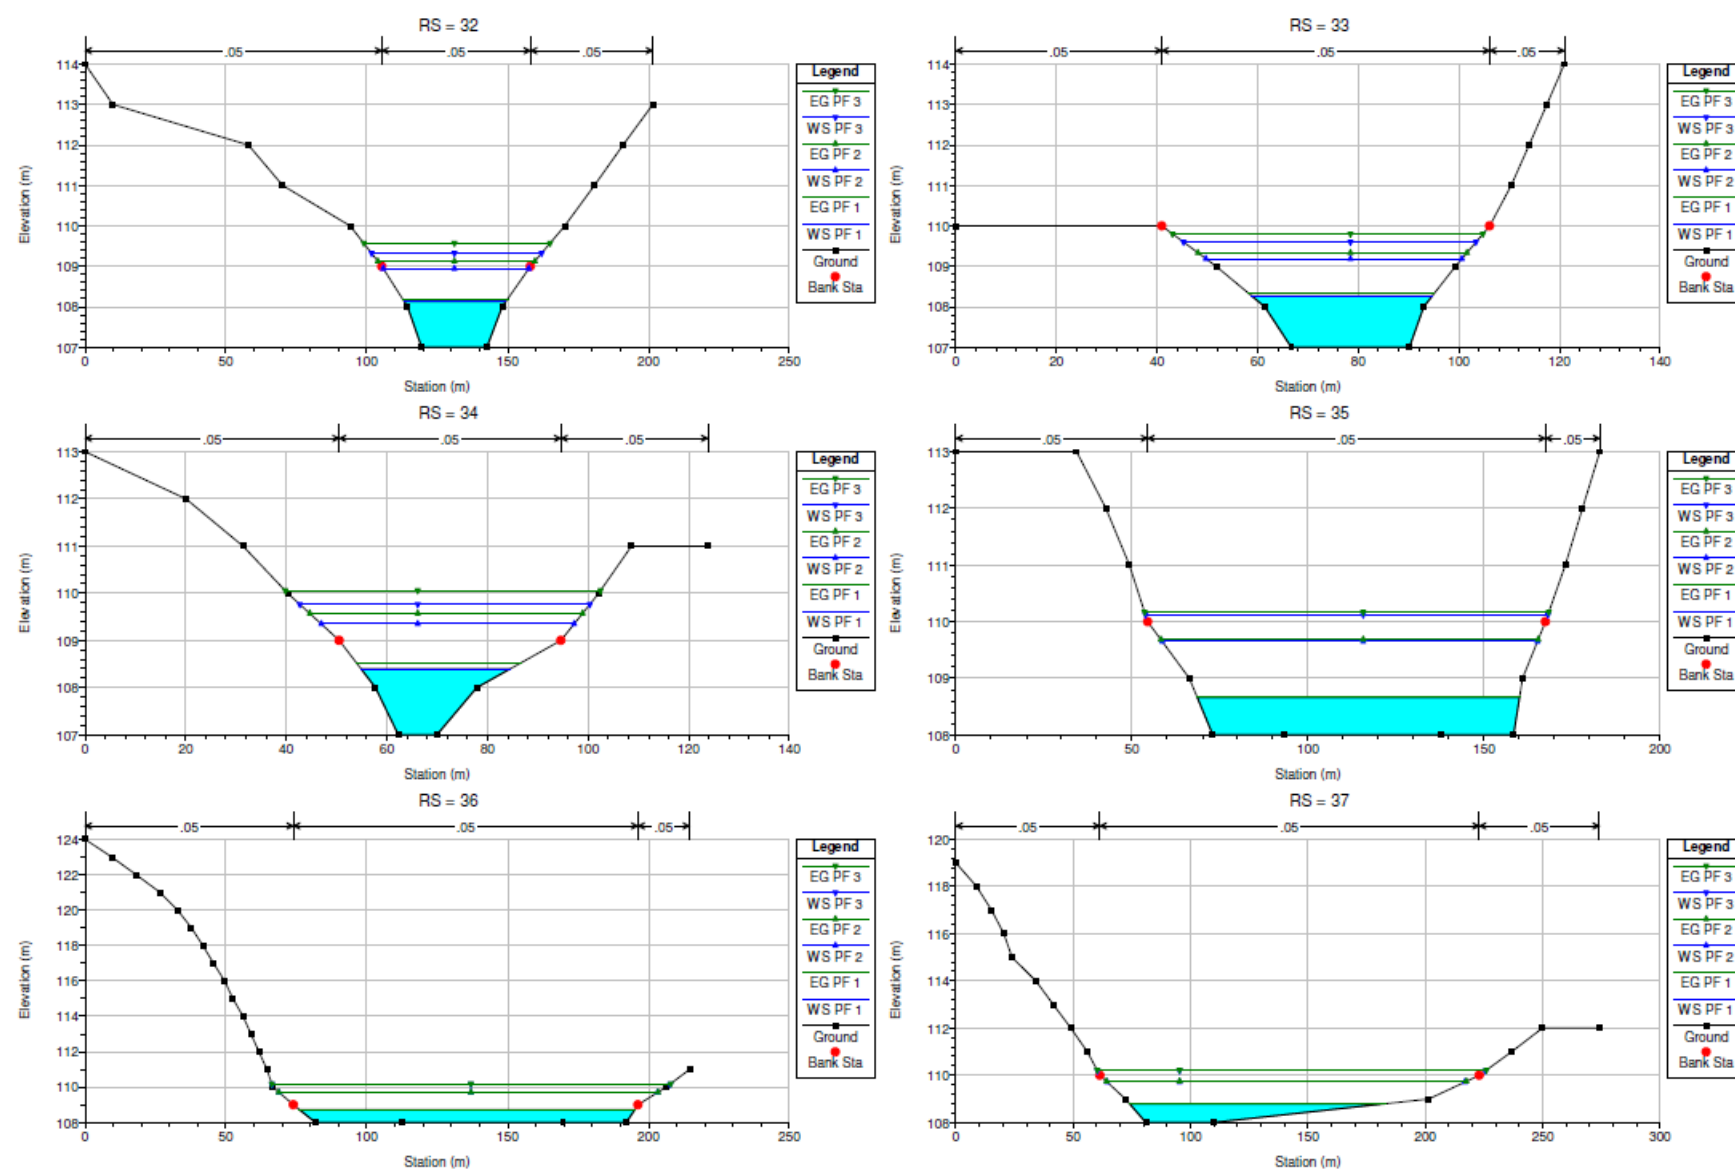 RS = 32
.05 .05 .05
114
113
112
111
110
109
108
107
0 50 100 150 200 250
Elevation (m)
Station (m)
Legend
EG PF 3
WS PF 3
EG PF 2
WS PF 2
EG PF 1
WS PF 1
Ground
Bank Sta
RS = 33
.05 .05 .05
114
113
112
111
110
109
108
107
0 20 40 60 80 100 120 140
Elevation (m)
Station (m)
Legend
EG PF 3
WS PF 3
EG PF 2
WS PF 2
EG PF 1
WS PF 1
Ground
Bank Sta
RS = 34
.05 .05 .05
113
112
111
110
109
108
107
0 20 40 60 80 100 120 140
Elevation (m)
Station (m)
Legend
EG PF 3
WS PF 3
EG PF 2
WS PF 2
EG PF 1
WS PF 1
Ground
Bank Sta
RS = 35
.05 .05 .05
113
112
111
110
109
108
0 50 100 150 200
Elevation (m)
Station (m)
Legend
EG PF 3
WS PF 3
EG PF 2
WS PF 2
EG PF 1
WS PF 1
Ground
Bank Sta
RS = 36
.05 .05 .05
124
122
120
118
116
114
112
110
108
0 50 100 150 200 250
Elevation (m)
Station (m)
Legend
EG PF 3
WS PF 3
EG PF 2
WS PF 2
EG PF 1
WS PF 1
Ground
Bank Sta
RS = 37
.05 .05 .05
120
118
116
114
112
110
108
0 50 100 150 200 250 300
Elevation (m)
Station (m)
Legend
EG PF 3
WS PF 3
EG PF 2
WS PF 2
EG PF 1
WS PF 1
Ground
Bank Sta